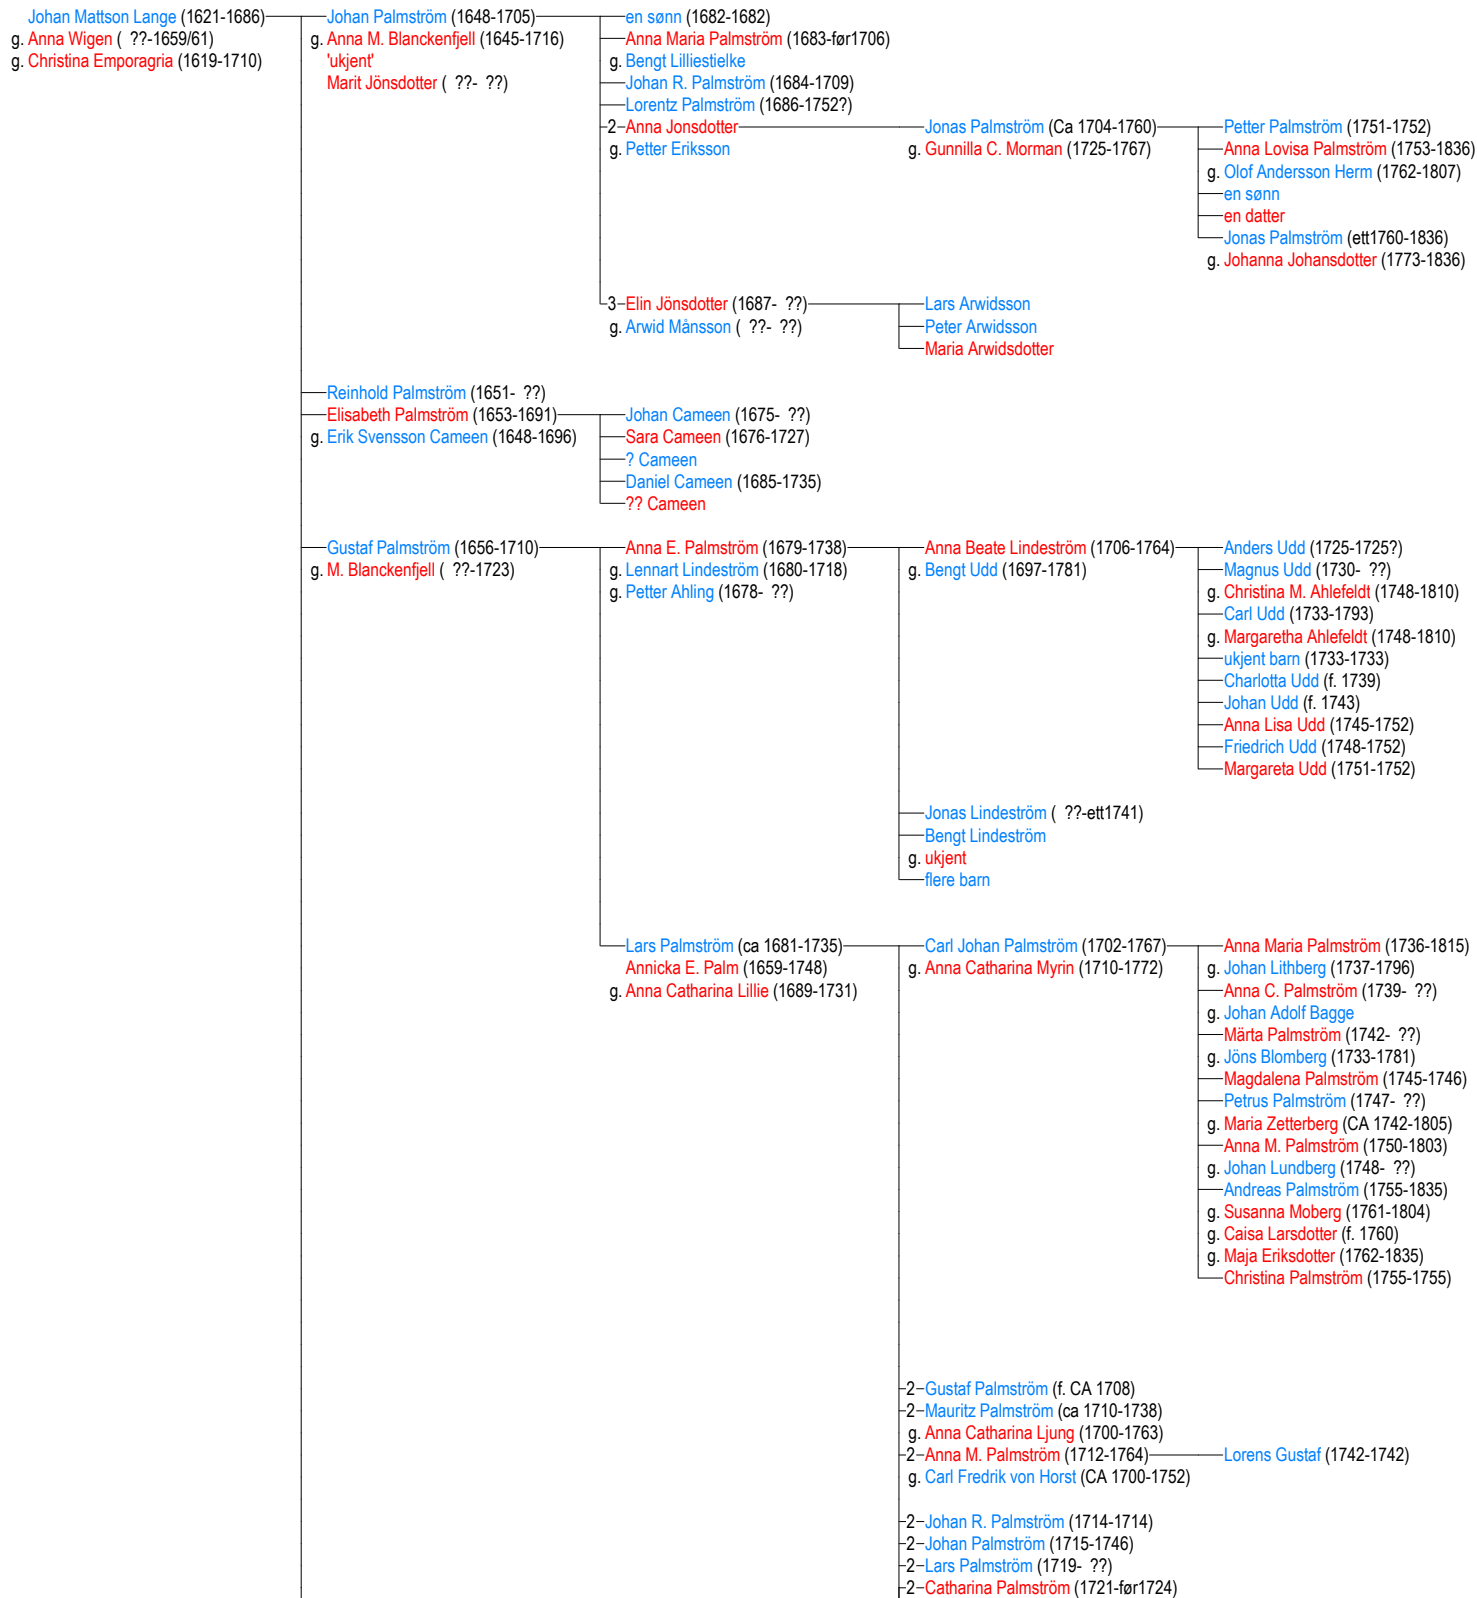 Johan Mattson Lange (1621-1686)
g. Anna Wigen ( ??-1659/61)
g. Christina Emporagria (1619-1710)
Johan Palmström (1648-1705)
g. Anna M. Blanckenfjell (1645-1716)
'ukjent'
Marit Jönsdotter ( ??- ??)
en sønn (1682-1682)
Anna Maria Palmström (1683-før1706)
g. Bengt Lilliestielke
Johan R. Palmström (1684-1709)
Lorentz Palmström (1686-1752?)
2 Anna Jonsdotter
g. Petter Eriksson
Jonas Palmström (Ca 1704-1760)
g. Gunnilla C. Morman (1725-1767)
Petter Palmström (1751-1752)
Anna Lovisa Palmström (1753-1836)
g. Olof Andersson Herm (1762-1807)
en sønn
en datter
Jonas Palmström (ett1760-1836)
g. Johanna Johansdotter (1773-1836)
3 Elin Jönsdotter (1687- ??)
g. Arwid Månsson ( ??- ??)
Lars Arwidsson
Peter Arwidsson
Maria Arwidsdotter
Reinhold Palmström (1651- ??)
Elisabeth Palmström (1653-1691)
g. Erik Svensson Cameen (1648-1696)
Johan Cameen (1675- ??)
Sara Cameen (1676-1727)
? Cameen
Daniel Cameen (1685-1735)
?? Cameen
Gustaf Palmström (1656-1710)
g. M. Blanckenfjell ( ??-1723)
Anna E. Palmström (1679-1738)
g. Lennart Lindeström (1680-1718)
g. Petter Ahling (1678- ??)
Anna Beate Lindeström (1706-1764)
g. Bengt Udd (1697-1781)
Anders Udd (1725-1725?)
Magnus Udd (1730- ??)
g. Christina M. Ahlefeldt (1748-1810)
Carl Udd (1733-1793)
g. Margaretha Ahlefeldt (1748-1810)
ukjent barn (1733-1733)
Charlotta Udd (f. 1739)
Johan Udd (f. 1743)
Anna Lisa Udd (1745-1752)
Friedrich Udd (1748-1752)
Margareta Udd (1751-1752)
Jonas Lindeström ( ??-ett1741)
Bengt Lindeström
g. ukjent
flere barn
Lars Palmström (ca 1681-1735)
Annicka E. Palm (1659-1748)
g. Anna Catharina Lillie (1689-1731)
Carl Johan Palmström (1702-1767)
g. Anna Catharina Myrin (1710-1772)
Anna Maria Palmström (1736-1815)
g. Johan Lithberg (1737-1796)
Anna C. Palmström (1739- ??)
g. Johan Adolf Bagge
Märta Palmström (1742- ??)
g. Jöns Blomberg (1733-1781)
Magdalena Palmström (1745-1746)
Petrus Palmström (1747- ??)
g. Maria Zetterberg (CA 1742-1805)
Anna M. Palmström (1750-1803)
g. Johan Lundberg (1748- ??)
Andreas Palmström (1755-1835)
g. Susanna Moberg (1761-1804)
g. Caisa Larsdotter (f. 1760)
g. Maja Eriksdotter (1762-1835)
Christina Palmström (1755-1755)
2 Gustaf Palmström (f. CA 1708)
2 Mauritz Palmström (ca 1710-1738)
g. Anna Catharina Ljung (1700-1763)
2 Anna M. Palmström (1712-1764)
g. Carl Fredrik von Horst (CA 1700-1752)
Lorens Gustaf (1742-1742)
2 Johan R. Palmström (1714-1714)
2 Johan Palmström (1715-1746)
2 Lars Palmström (1719- ??)
2 Catharina Palmström (1721-før1724)